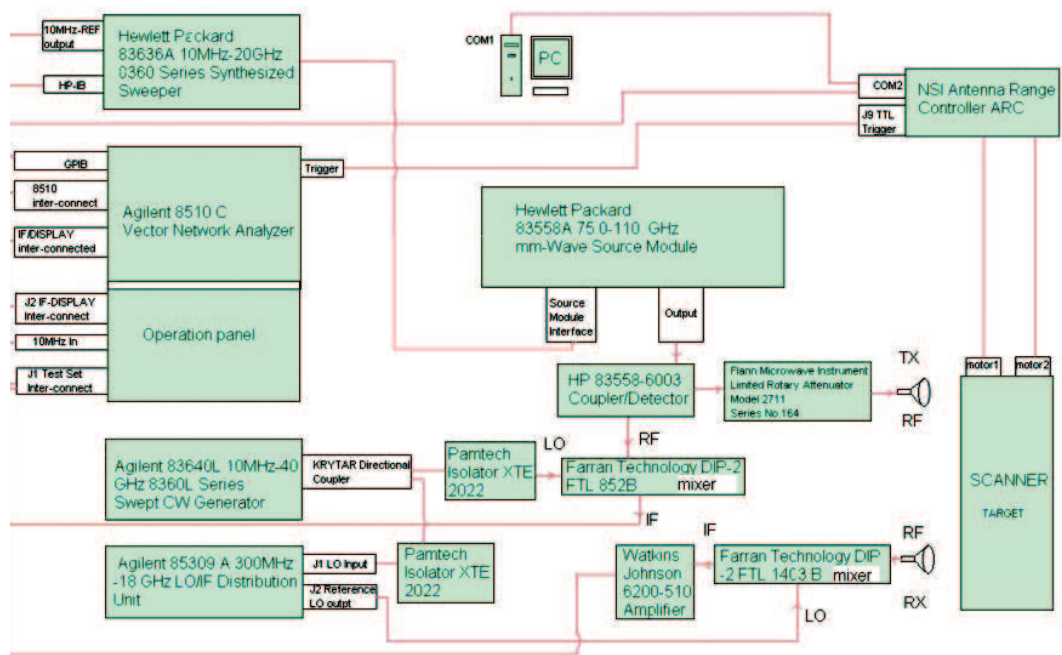 10MHz-REF
output
HP-IB
Hewlett Packard
83636A 10MHz-20GHz
8360 Series Synthesized
Sweeper
COM1
PC
COM2
J9 TTL
Trigger
NSI Antenna Range
Controller ARC
GPIB
8510
inter-connect
IF/DISPLAY
inter-connected
J2 IF-DISPLAY
Inter-connect
10MHz In
J1 Test Set
Inter-connect
Agilent 8510 C
Vector Network Analyzer
Operation panel
Trigger
Hewlett Packard
83558A 75.0-110 GHz
mm-Wave Source Module
Source
Module
Interface
Output
HP 83558-6003
Coupler/Detector
Flann Microwave Instrument
Limited Rotary Attenuator
Model 2711
Series No.164
TX
RF
motor1
motor2
SCANNER
TARGET
Agilent 83640L 10MHz-40
GHz 8360L Series
Swept CW Generator
KRYTAR Directional
Coupler
Pamtech
Isolator XTE
2022
LO
RF
Farran Technology DIP-2
FTL 852B mixer
IF
Agilent 85309 A 300MHz
-18 GHz LO/IF Distribution
Unit
J1 LO Input
J2 Reference
LO outpt
Pamtech
Isolator XTE
2022
Watkins
Johnson
6200-510
Amplifier
IF
Farran Technology DIP
-2 FTL 1403 B mixer
LO
RF
RX